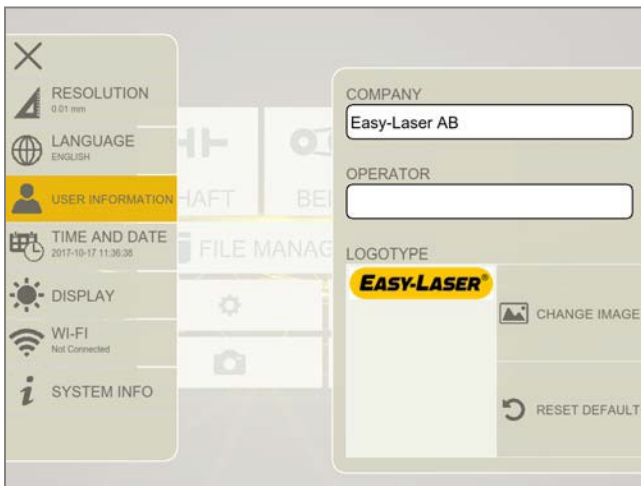 RESOLUTION
0.01 mm
LANGUAGE
ENGLISH
USER INFORMATION
TIME AND DATE
2017-10-17 11:36:38
DISPLAY
WI-FI
Not Connected
SYSTEM INFO
HAFT
BEL
FILE MANAG
COMPANY
Easy-Laser AB
OPERATOR
LOGOTYPE
EASY-LASER®
CHANGE IMAGE
RESET DEFAULT